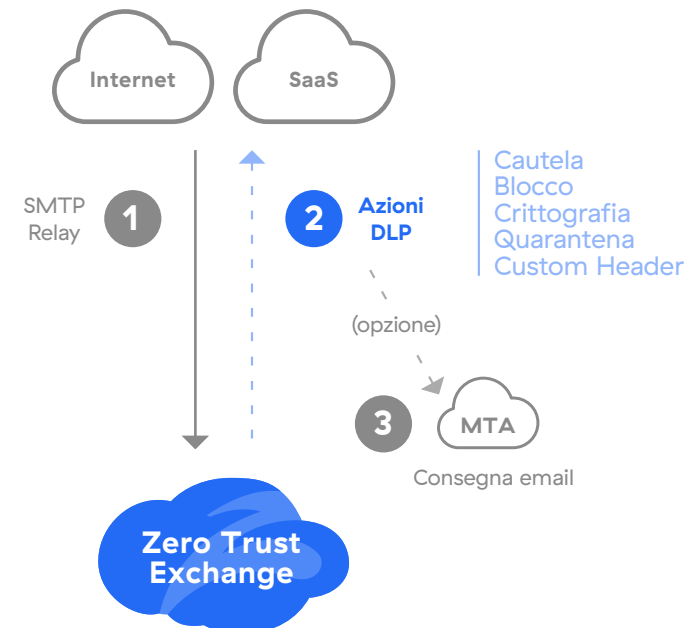 Internet
SaaS
SMTP
Relay
1
2
Azioni
DLP
Cautela
Blocco
Crittografia
Quarantena
Custom Header
(opzione)
3
MTA
Consegna email
Zero Trust
Exchange